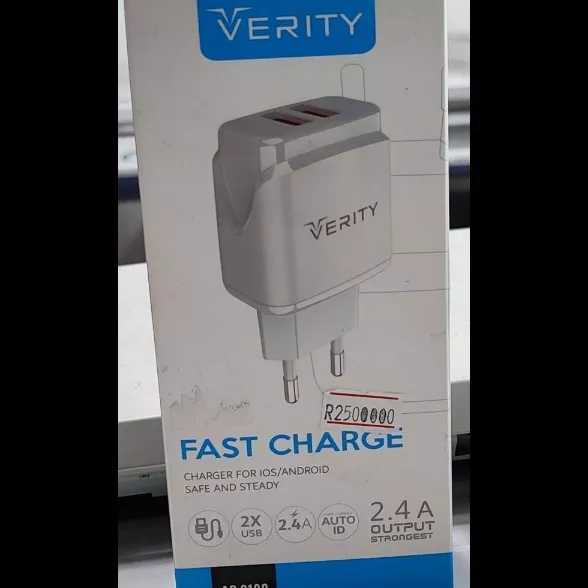 VERITY
VERITY
R2500000
FAST CHARGE
CHARGER FOR IOS/ANDROID
SAFE AND STEADY
2X
USB
2.4A
AUTO
ID
2.4 A
OUTPUT
STRONGEST